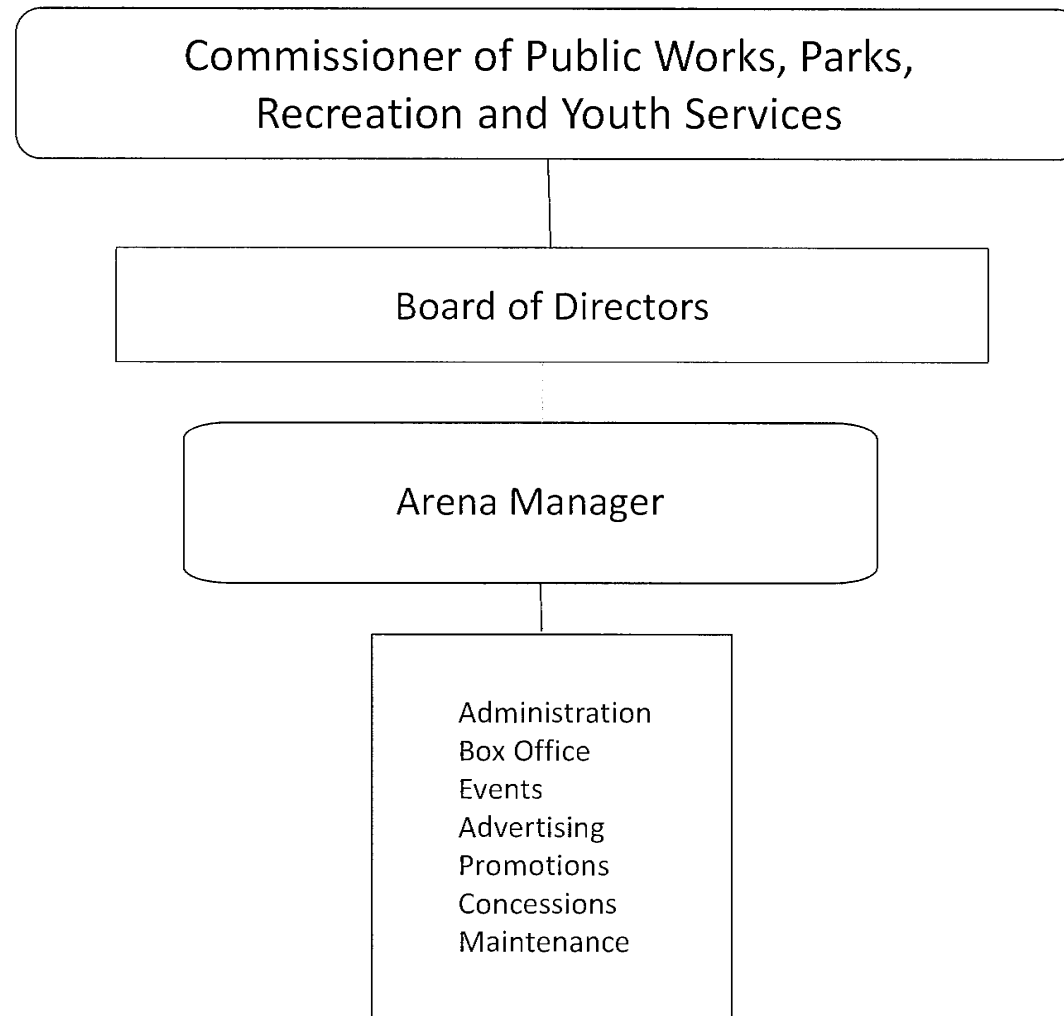 Commissioner of Public Works, Parks,
Recreation and Youth Services
Board of Directors
Arena Manager
Administration
Box Office
Events
Advertising
Promotions
Concessions
Maintenance